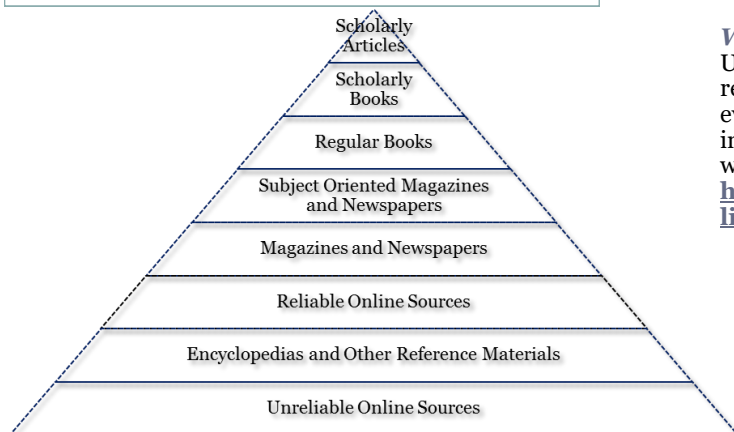 Scholarly
Articles
Scholarly
Books
Regular Books
Subject Oriented Magazines
and Newspapers
Magazines and Newspapers
Reliable Online Sources
Encyclopedias and Other Reference Materials
Unreliable Online Sources